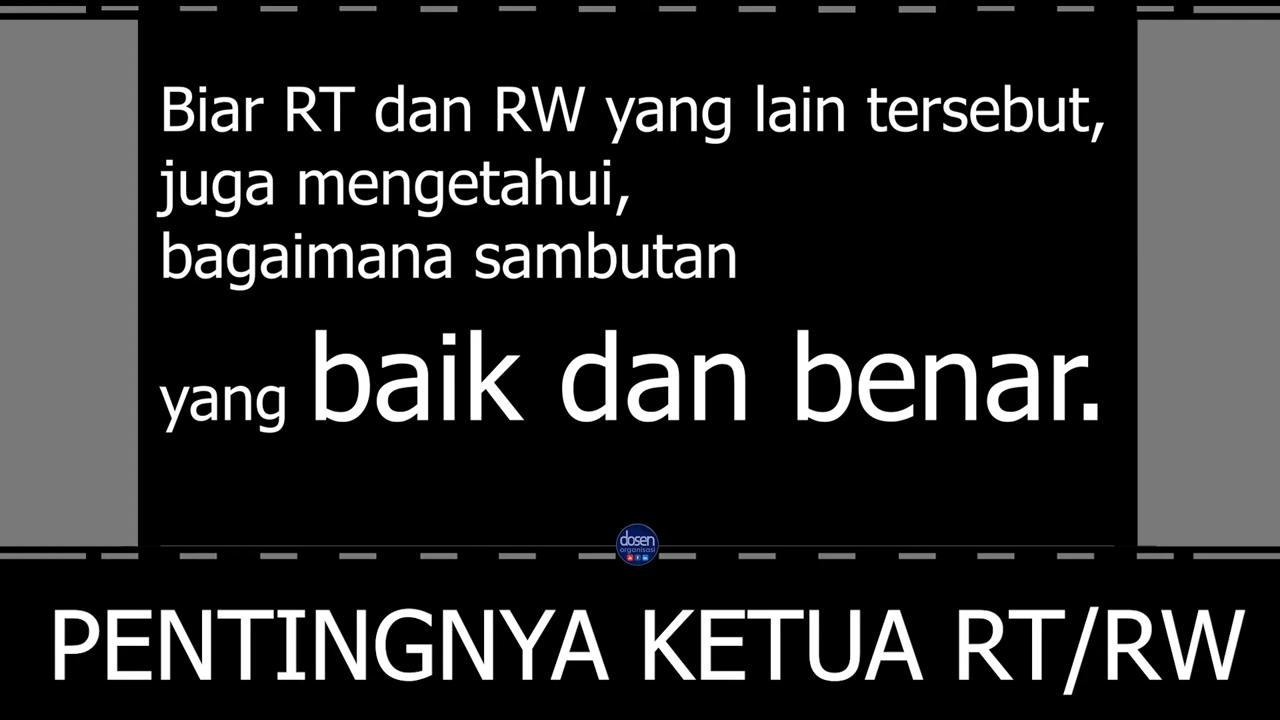 Biar RT dan RW yang lain tersebut,
juga mengetahui,
bagaimana sambutan
yang baik dan benar.
dosen
organisasi
PENTINGNYA KETUA RT/RW